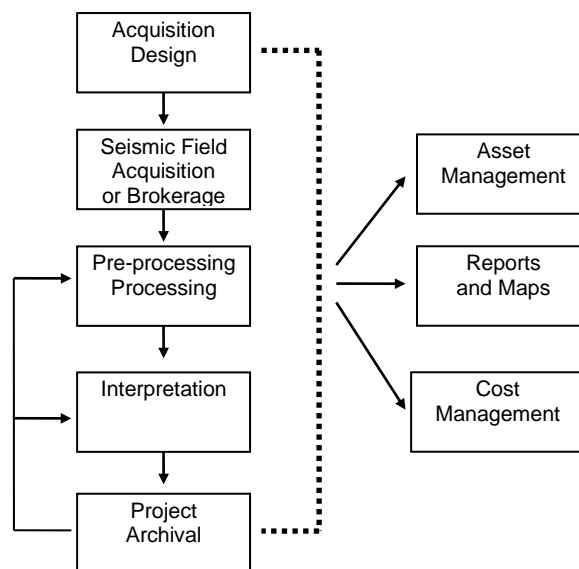 Acquisition
Design
Seismic Field
Acquisition
or Brokerage
Pre-processing
Processing
Interpretation
Project
Archival
Asset
Management
Reports
and Maps
Cost
Management